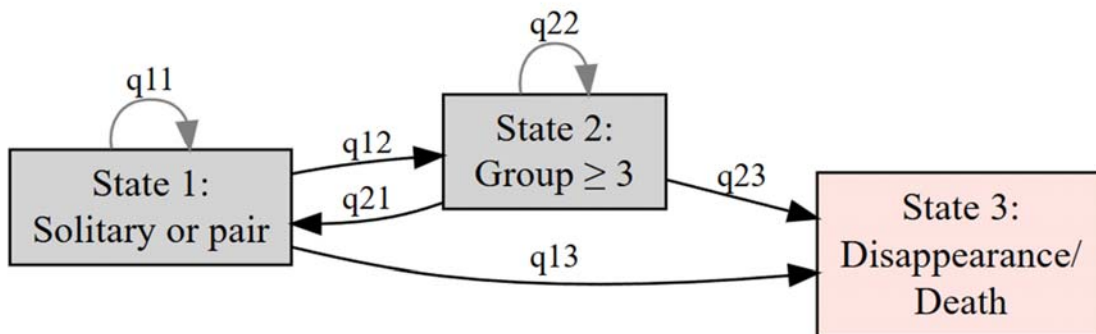 q22
q11
State 2:
Group ≥ 3
q12
State 1:
Solitary or pair
q21
q23
State 3:
Disappearance/
Death
q13